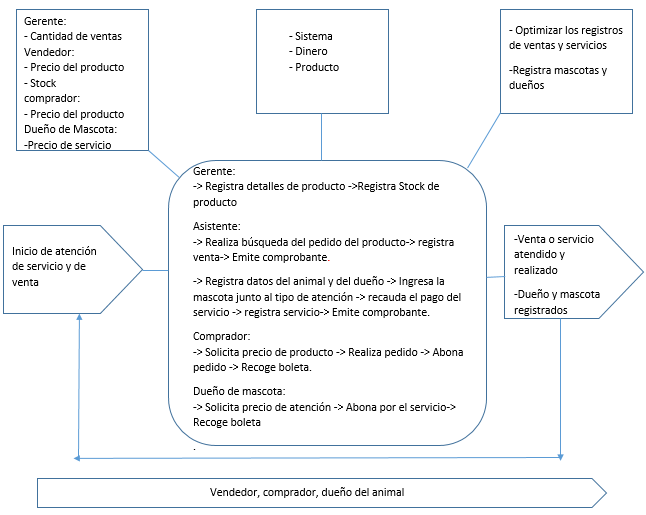 Gerente:
- Cantidad de ventas
Vendedor:
- Precio del producto
- Stock
comprador:
- Precio del producto
Dueño de Mascota:
-Precio de servicio
- Sistema
- Dinero
- Producto
- Optimizar los registros
de ventas y servicios
-Registra mascotas y
dueños
Inicio de atención
de servicio y de
venta
Gerente:
-> Registra detalles de producto ->Registra Stock de
producto
Asistente:
-> Realiza búsqueda del pedido del producto-> registra
venta-> Emite comprobante.
-> Registra datos del animal y del dueño -> Ingresa la
mascota junto al tipo de atención -> recauda el pago del
servicio -> registra servicio-> Emite comprobante.
Comprador:
-> Solicita precio de producto -> Realiza pedido -> Abona
pedido -> Recoge boleta.
Dueño de mascota:
-> Solicita precio de atención -> Abona por el servicio->
Recoge boleta
.
-Venta o servicio
atendido y
realizado
-Dueño y mascota
registrados
Vendedor, comprador, dueño del animal